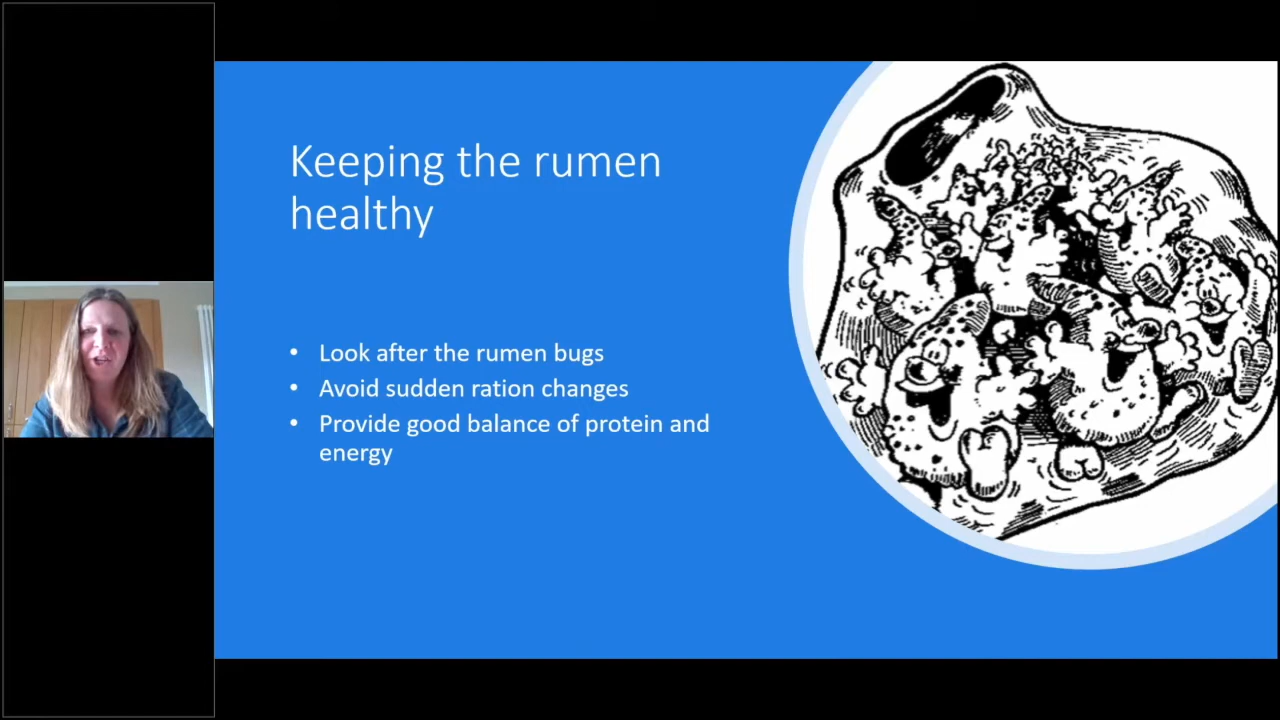 Keeping the rumen
healthy
• Look after the rumen bugs
• Avoid sudden ration changes
• Provide good balance of protein and
energy